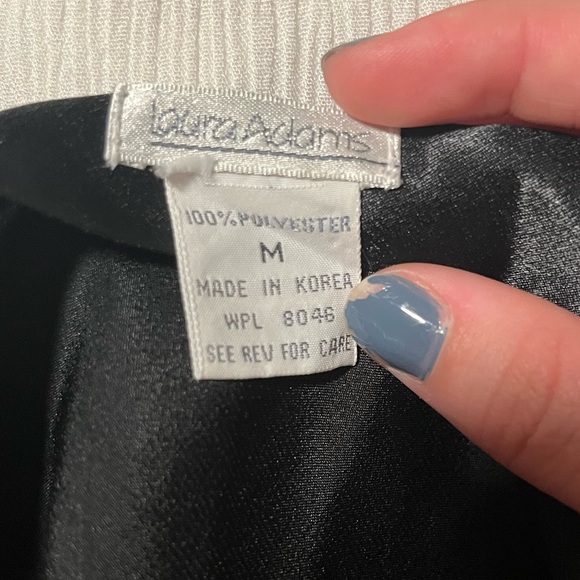 Laura Adams
100% POLYESTER
M
MADE IN KOREA
WPL 8046
SEE REV FOR CARE